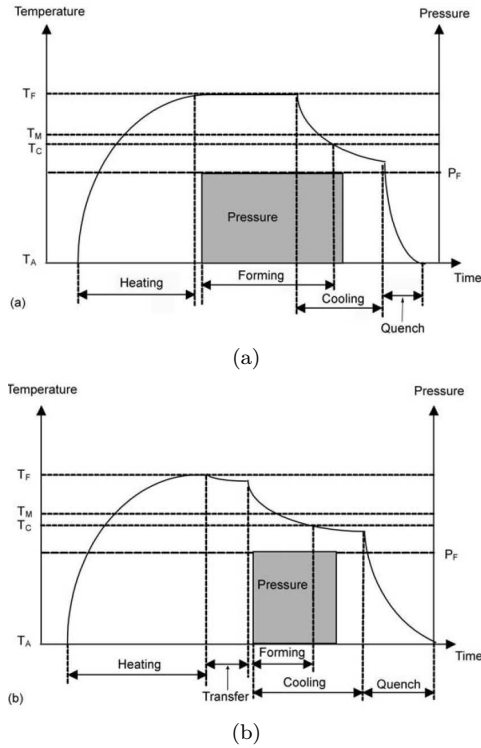 Temperature Pressure
T_F
T_M
T_C
P_F
Pressure
T_A
Time
Heating Forming
Cooling
(a)
Quench
(a)
Temperature Pressure
T_F
T_M
T_C
P_F
Pressure
T_A
Time
Forming
Heating
Cooling Quench
Transfer
(b)
(b)